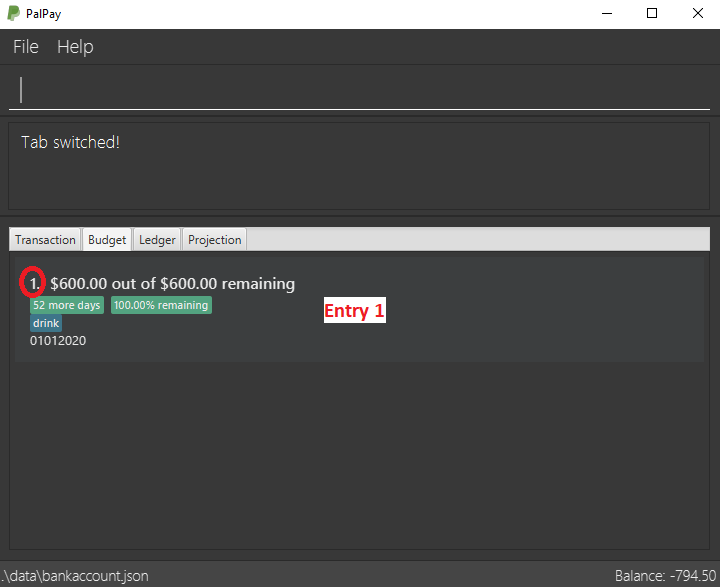 PalPay
File Help
Tab switched!
Transaction Budget Ledger Projection
1. $600.00 out of $600.00 remaining
52 more days 100.00% remaining
Entry 1
drink
01012020
.\data\bankaccount.json Balance: -794.50